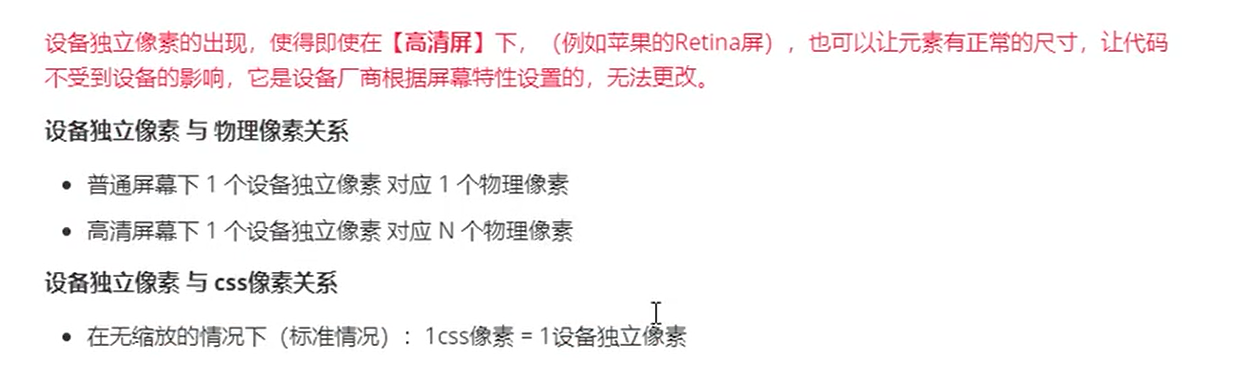 设备独立像素的出现，使得即使在【高清屏】下，（例如苹果的Retina屏），也可以让元素有正常的尺寸，让代码
不受到设备的影响，它是设备厂商根据屏幕特性设置的，无法更改。
设备独立像素 与 物理像素关系
• 普通屏幕下 1 个设备独立像素 对应 1 个物理像素
• 高清屏幕下 1 个设备独立像素 对应 N 个物理像素
设备独立像素 与 css像素关系
• 在无缩放的情况下（标准情况）：1css像素 = 1设备独立像素